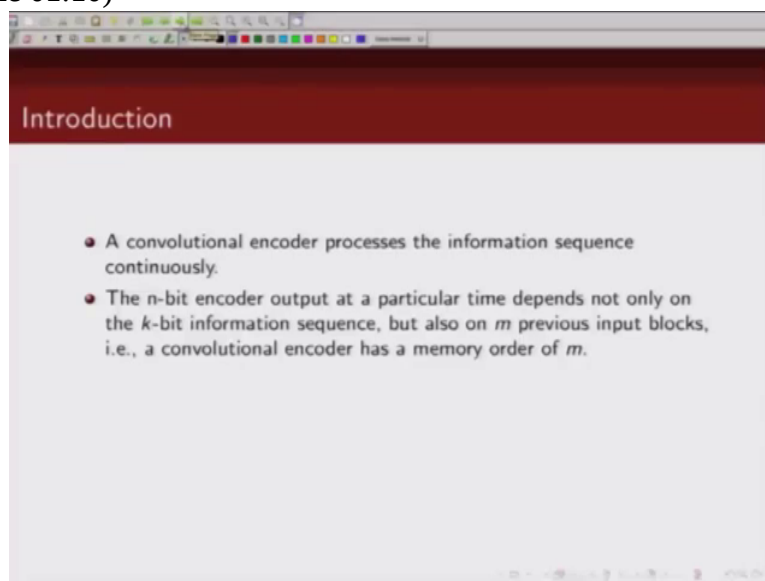 Introduction
A convolutional encoder processes the information sequence
continuously.
The n-bit encoder output at a particular time depends not only on
the k-bit information sequence, but also on m previous input blocks,
i.e., a convolutional encoder has a memory order of m.